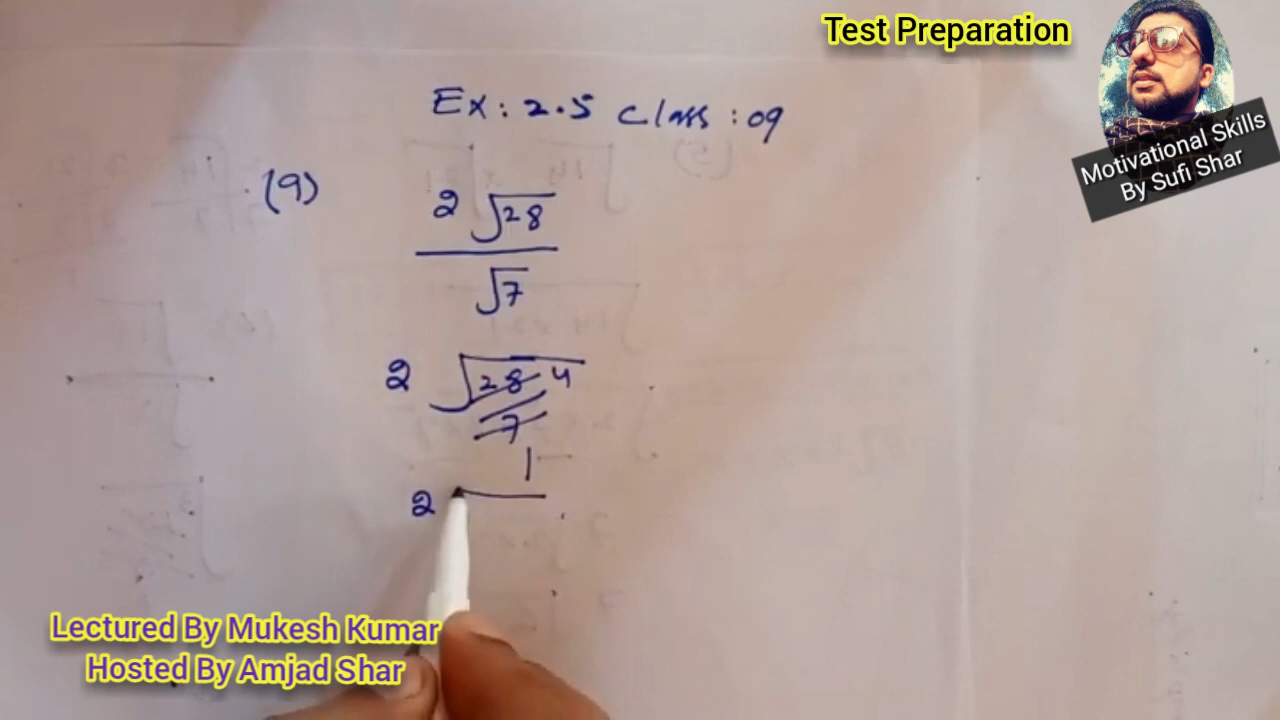 Test Preparation
Motivational Skills
By Sufi Shar
Ex: 2.5 Class: 09
(9)
2 √28
√7
2 √28 4
7
1
2
Lectured By Mukesh Kumar
Hosted By Amjad Shar